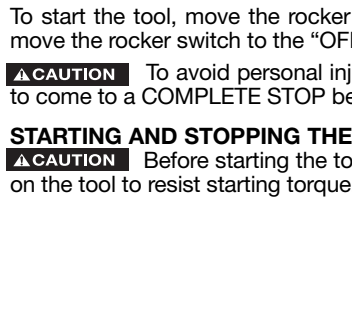 To start the tool, move the rocker
move the rocker switch to the “OF
⚠CAUTION To avoid personal inj
to come to a COMPLETE STOP be
STARTING AND STOPPING THE
⚠CAUTION Before starting the to
on the tool to resist starting torque